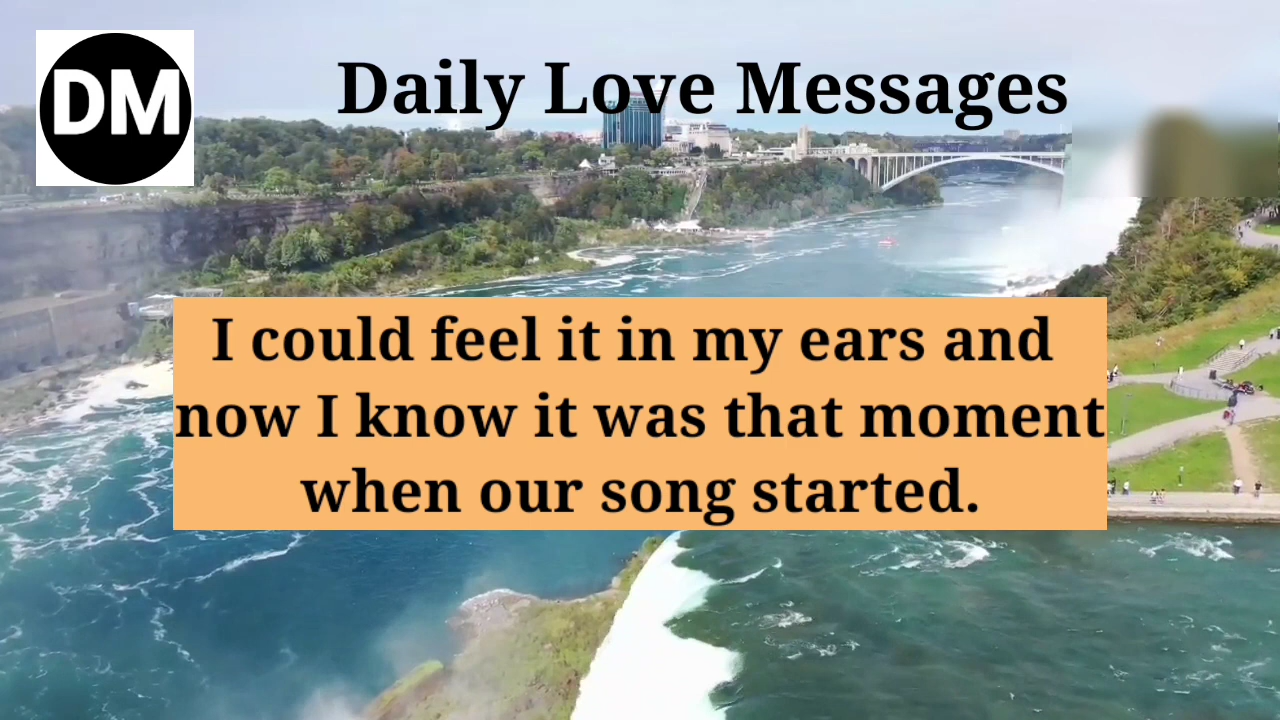 DM
Daily Love Messages
I could feel it in my ears and
now I know it was that moment
when our song started.